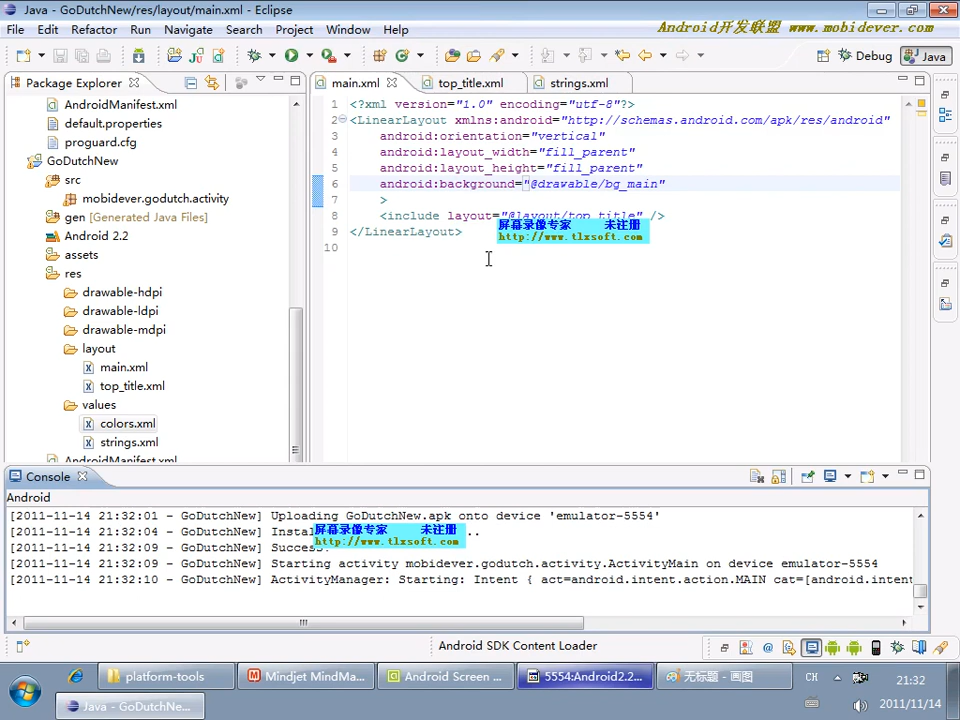 Java - GoDutchNew/res/layout/main.xml - Eclipse
File Edit Refactor Run Navigate Search Project Window Help
Android开发联盟 www.mobidever.com
Debug Java
Package Explorer
main.xml top_title.xml strings.xml
AndroidManifest.xml
default.properties
proguard.cfg
GoDutchNew
src
mobidever.godutch.activity
gen [Generated Java Files]
Android 2.2
assets
res
drawable-hdpi
drawable-ldpi
drawable-mdpi
layout
main.xml
top_title.xml
values
colors.xml
strings.xml
AndroidManifest.xml
1 <?xml version="1.0" encoding="utf-8"?>
2 <LinearLayout xmlns:android="http://schemas.android.com/apk/res/android"
3 android:orientation="vertical"
4 android:layout_width="fill_parent"
5 android:layout_height="fill_parent"
6 android:background="@drawable/bg_main"
7 >
8 <include layout="@layout/top_title" />
9 </LinearLayout>
10
屏幕录像专家 未注册
http://www.tlxsoft.com
Console
Android
[2011-11-14 21:32:01 - GoDutchNew] Uploading GoDutchNew.apk onto device 'emulator-5554'
[2011-11-14 21:32:04 - GoDutchNew] Instal
[2011-11-14 21:32:09 - GoDutchNew] Success!
[2011-11-14 21:32:09 - GoDutchNew] Starting activity mobidever.godutch.activity.ActivityMain on device emulator-5554
[2011-11-14 21:32:10 - GoDutchNew] ActivityManager: Starting: Intent { act=android.intent.action.MAIN cat=[android.intent
屏幕录像专家 未注册
http://www.tlxsoft.com
Android SDK Content Loader
platform-tools Mindjet MindMa... Android Screen ... 5554:Android2.2... 无标题 - 画图 CH 21:32
Java - GoDutchNe... 2011/11/14